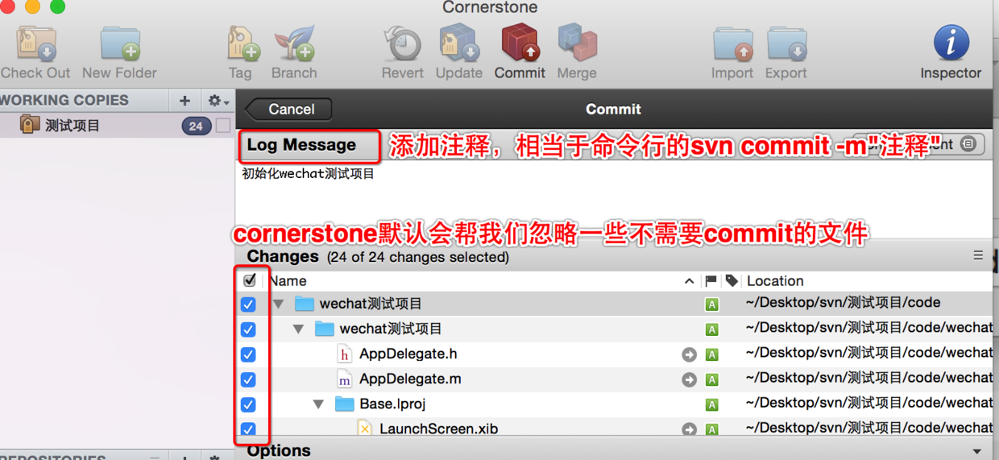 Cornerstone
Check Out New Folder Tag Branch Revert Update Commit Merge Import Export Inspector
WORKING COPIES
测试项目 24
Cancel Commit
Log Message 添加注释，相当于命令行的svn commit -m"注释"
初始化wechat测试项目
cornerstone默认会帮我们忽略一些不需要commit的文件
Changes (24 of 24 changes selected)
Name Location
wechat测试项目 A ~/Desktop/svn/测试项目/code
wechat测试项目 A ~/Desktop/svn/测试项目/code/wechat
h AppDelegate.h A ~/Desktop/svn/测试项目/code/wechat
m AppDelegate.m A ~/Desktop/svn/测试项目/code/wechat
Base.lproj A ~/Desktop/svn/测试项目/code/wechat
LaunchScreen.xib A ~/Desktop/svn/测试项目/code/wechat
Options
REPOSITORIES